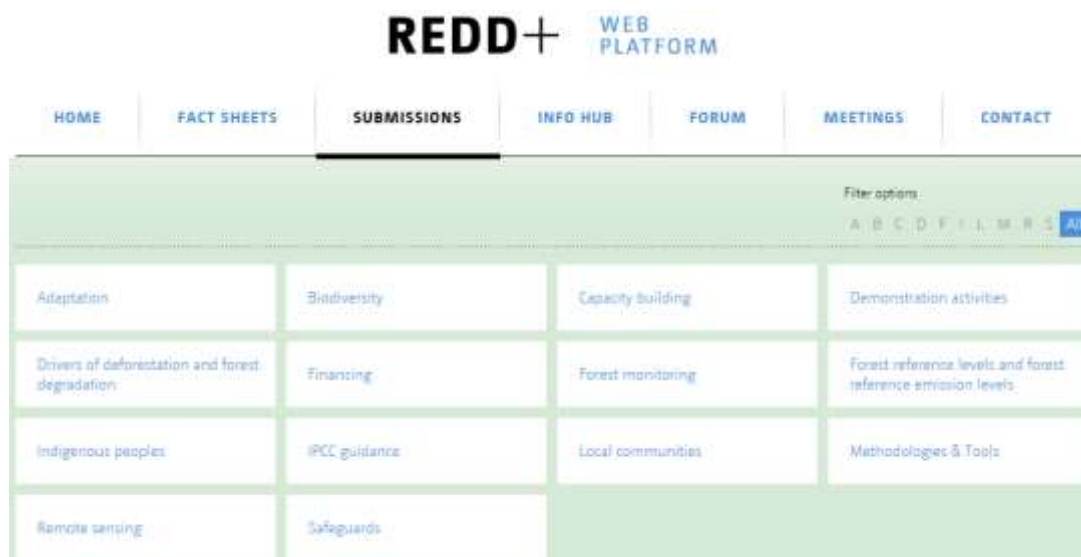 REDD+ WEB
PLATFORM
HOME FACT SHEETS SUBMISSIONS INFO HUB FORUM MEETINGS CONTACT
Filter options
A B C D F I L M R S All
Adaptation Biodiversity Capacity building Demonstration activities
Drivers of deforestation and forest
degradation
Financing Forest monitoring
Forest reference levels and forest
reference emission levels
Indigenous peoples IPCC guidance Local communities Methodologies & Tools
Remote sensing Safeguards